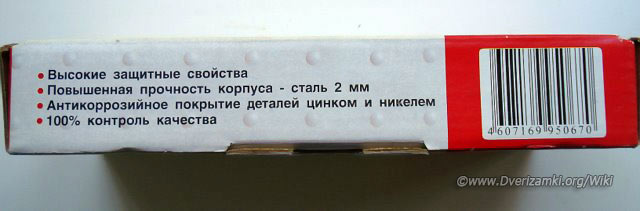 • Высокие защитные свойства
• Повышенная прочность корпуса - сталь 2 мм
• Антикоррозийное покрытие деталей цинком и никелем
• 100% контроль качества
4 607169 950670
©www.Dverizamki.org/Wiki